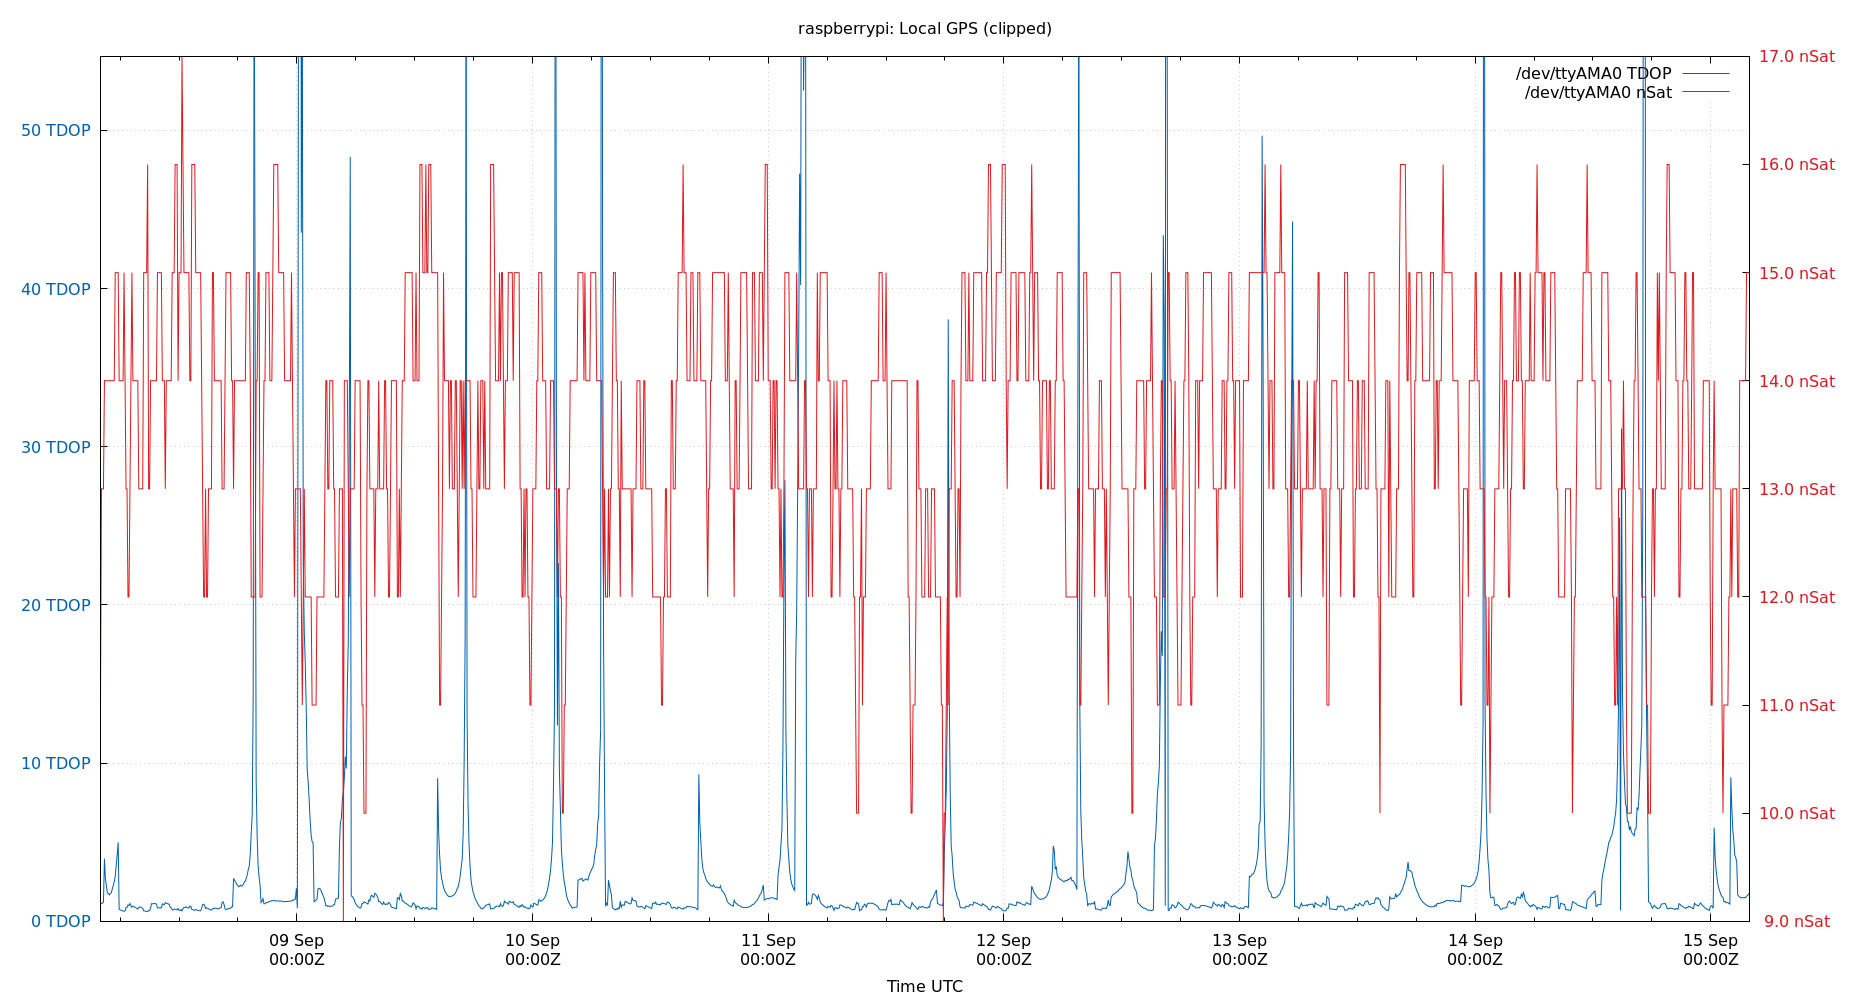 raspberrypi: Local GPS (clipped)
/dev/ttyAMA0 TDOP
/dev/ttyAMA0 nSat
50 TDOP
40 TDOP
30 TDOP
20 TDOP
10 TDOP
0 TDOP
17.0 nSat
16.0 nSat
15.0 nSat
14.0 nSat
13.0 nSat
12.0 nSat
11.0 nSat
10.0 nSat
9.0 nSat
09 Sep
00:00Z
10 Sep
00:00Z
11 Sep
00:00Z
12 Sep
00:00Z
13 Sep
00:00Z
14 Sep
00:00Z
15 Sep
00:00Z
Time UTC